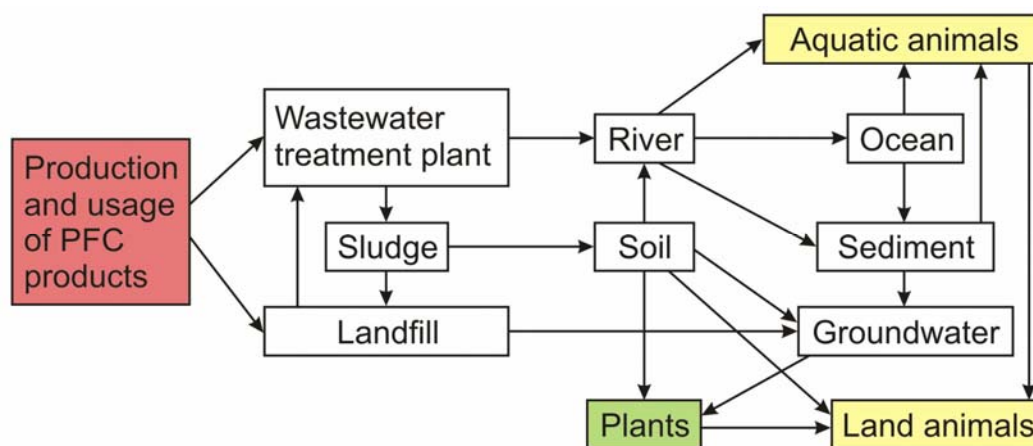 Aquatic animals
Wastewater
treatment plant
River
Ocean
Production
and usage
of PFC
products
Sludge
Soil
Sediment
Landfill
Groundwater
Plants
Land animals